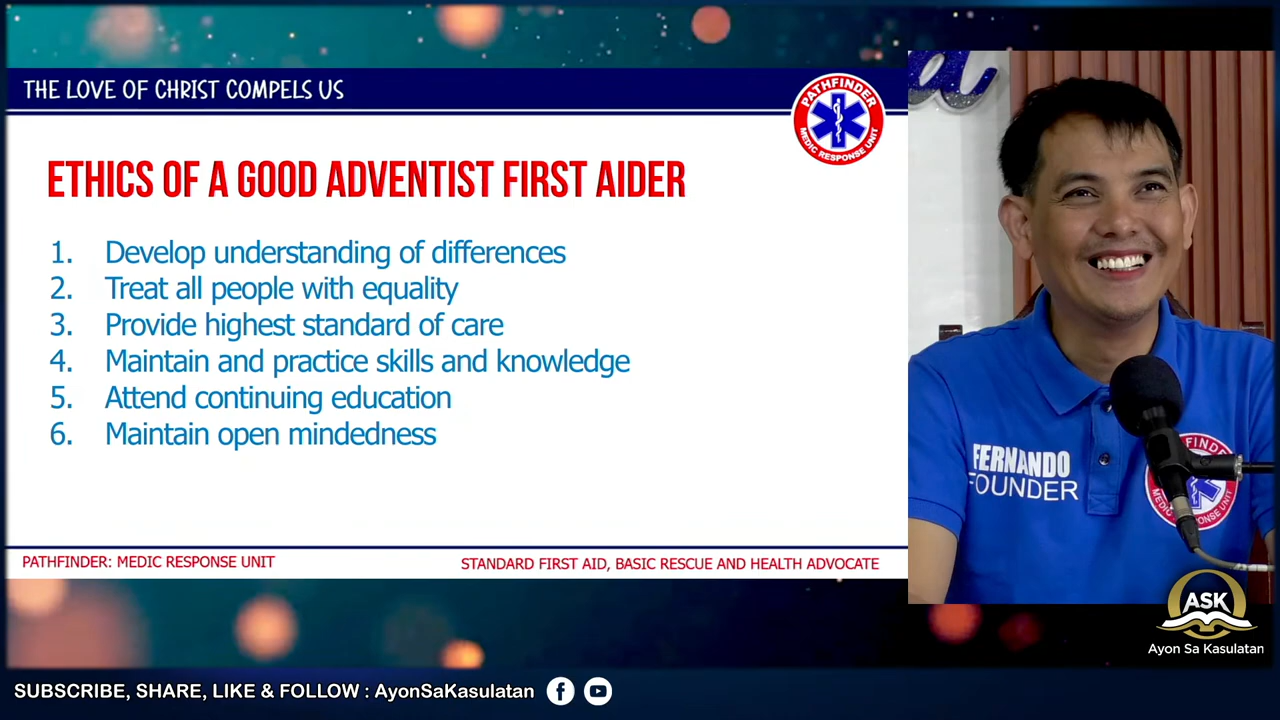 THE LOVE OF CHRIST COMPELS US
PATHFINDER
MEDIC RESPONSE UNIT
ETHICS OF A GOOD ADVENTIST FIRST AIDER
1. Develop understanding of differences
2. Treat all people with equality
3. Provide highest standard of care
4. Maintain and practice skills and knowledge
5. Attend continuing education
6. Maintain open mindedness
PATHFINDER: MEDIC RESPONSE UNIT
STANDARD FIRST AID, BASIC RESCUE AND HEALTH ADVOCATE
FERNANDO
FOUNDER
ASK
Ayon Sa Kasulatan
SUBSCRIBE, SHARE, LIKE & FOLLOW : AyonSaKasulatan